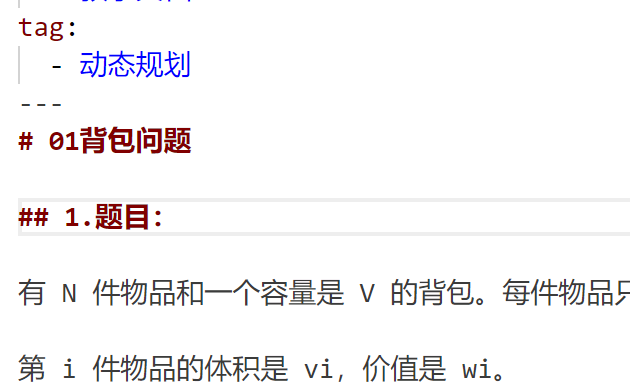 tag:
- 动态规划
---
# 01背包问题
## 1.题目：
有 N 件物品和一个容量是 V 的背包。每件物品只
第 i 件物品的体积是 vi，价值是 wi。